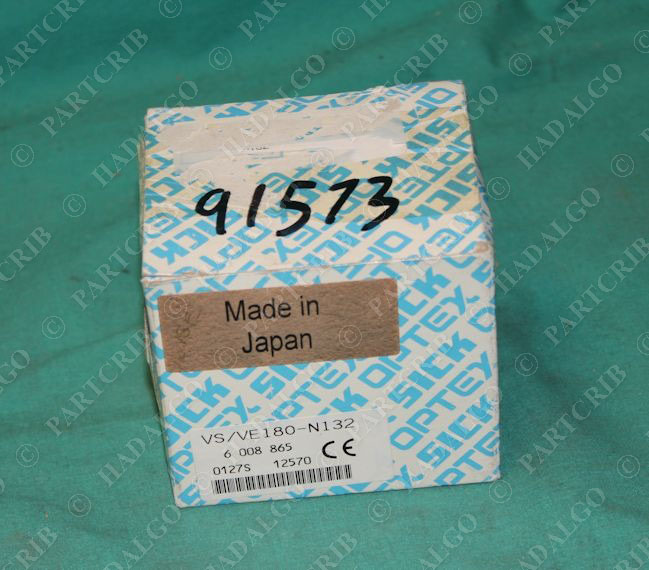 91573
Made in
Japan
SICK OPTEX
VS/VE180-N132
6 008 865
0127S 12570
CE
PARTCRIB
HADALGO
©